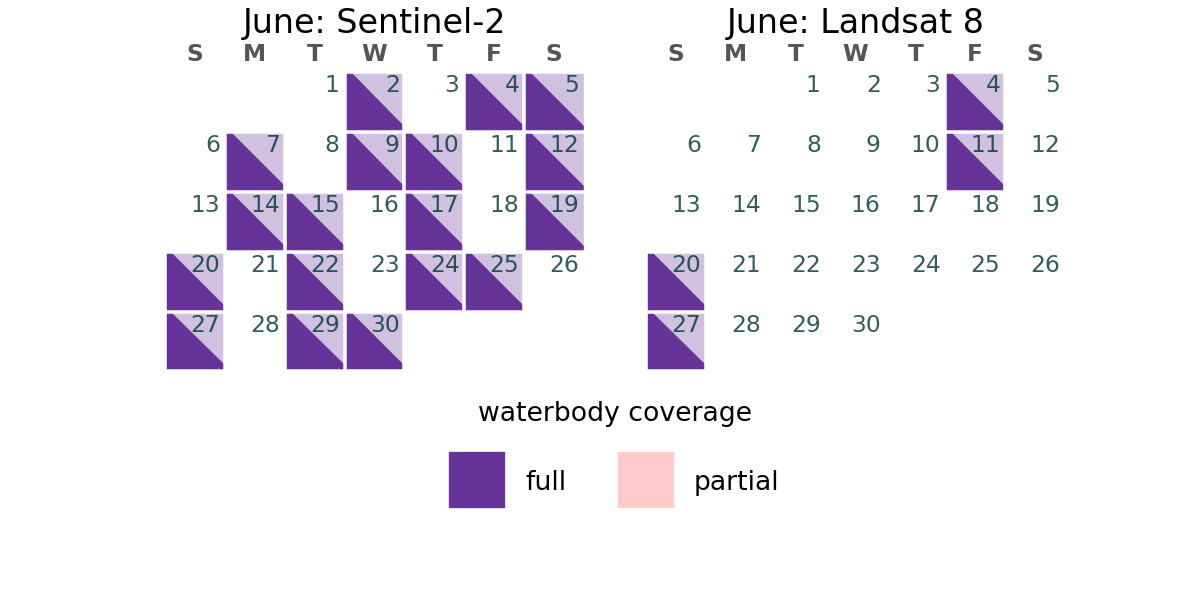 June: Sentinel-2
S M T W T F S
1 2 3 4 5
6 7 8 9 10 11 12
13 14 15 16 17 18 19
20 21 22 23 24 25 26
27 28 29 30
June: Landsat 8
S M T W T F S
1 2 3 4 5
6 7 8 9 10 11 12
13 14 15 16 17 18 19
20 21 22 23 24 25 26
27 28 29 30
waterbody coverage
full partial